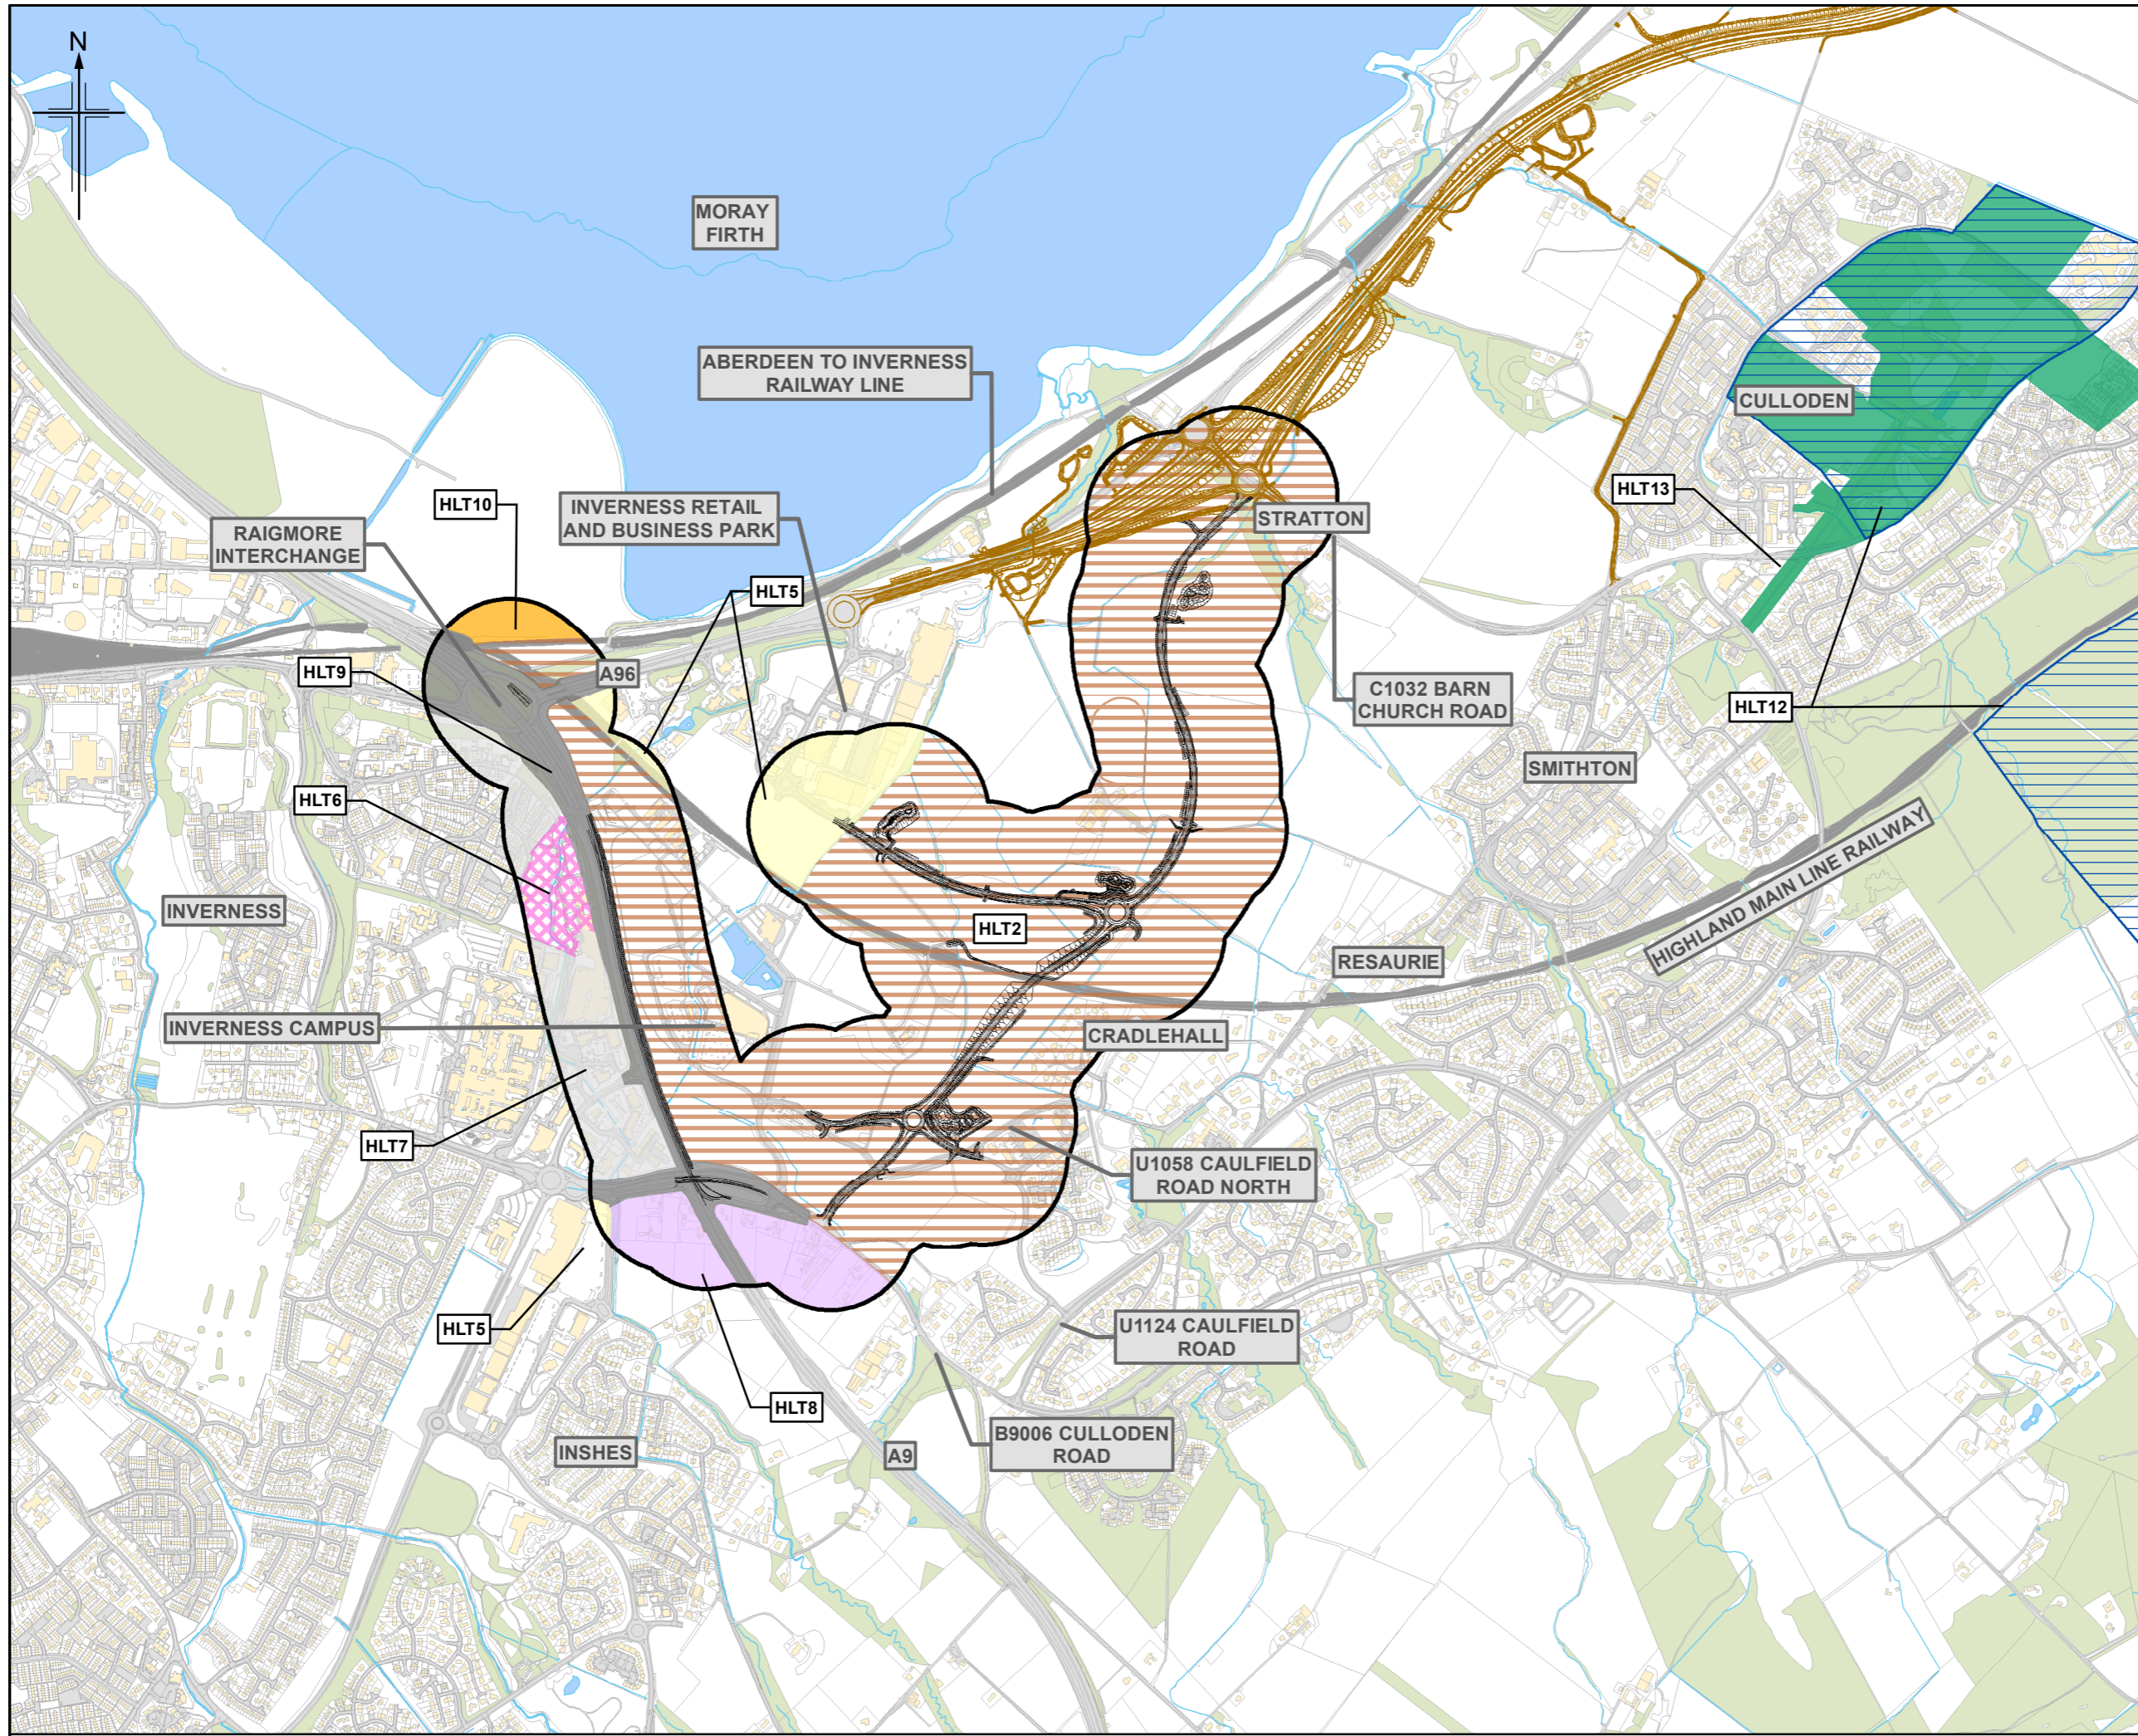 N
MORAY
FIRTH
ABERDEEN TO INVERNESS
RAILWAY LINE
CULLODEN
HLT10
INVERNESS RETAIL
AND BUSINESS PARK
HLT13
STRATTON
RAIGMORE
INTERCHANGE
HLT5
HLT9
A96
C1032 BARN
CHURCH ROAD
HLT12
SMITHTON
HLT6
HIGHLAND MAIN LINE RAILWAY
INVERNESS
HLT2
RESAURIE
INVERNESS CAMPUS
CRADLEHALL
HLT7
U1058 CAULFIELD
ROAD NORTH
HLT5
U1124 CAULFIELD
ROAD
HLT8
B9006 CULLODEN
ROAD
INSHES
A9